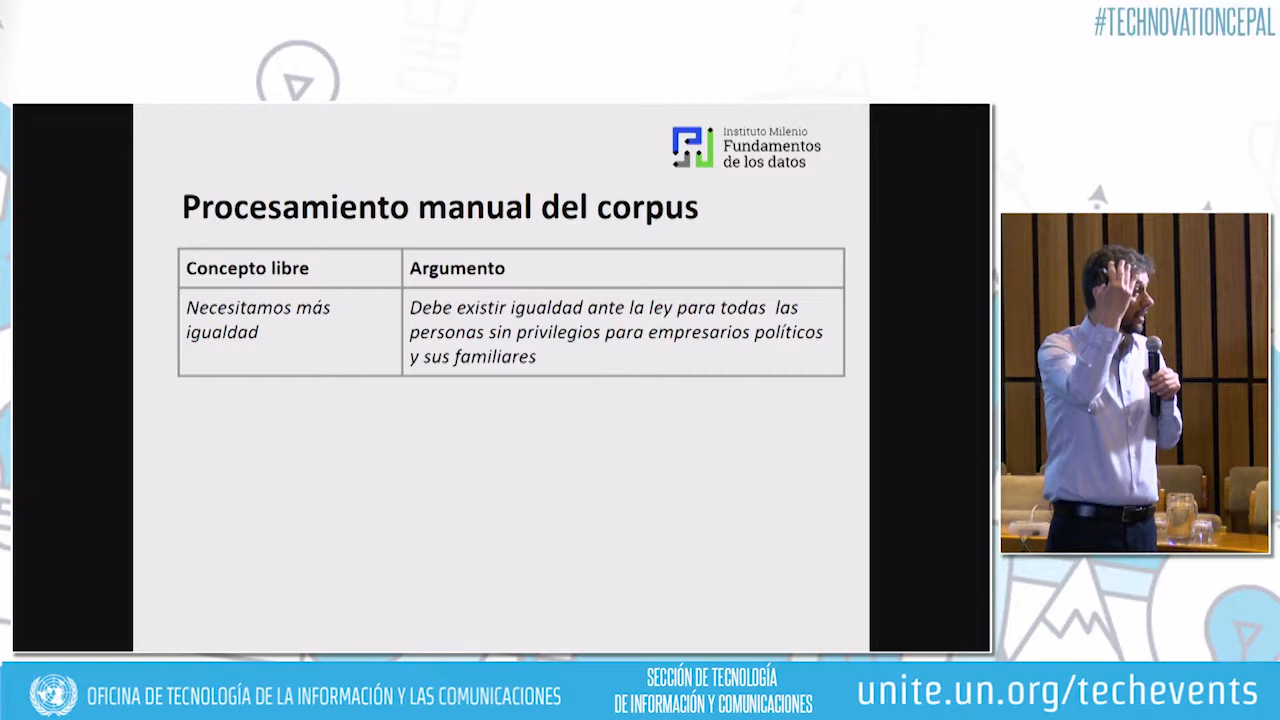 #TECHNOVATIONCEPAL
Instituto Milenio
Fundamentos
de los datos
Procesamiento manual del corpus
Concepto libre
Argumento
Necesitamos más
igualdad
Debe existir igualdad ante la ley para todas las
personas sin privilegios para empresarios políticos
y sus familiares
OFICINA DE TECNOLOGÍA DE LA INFORMACIÓN Y LAS COMUNICACIONES
SECCIÓN DE TECNOLOGÍA
DE INFORMACIÓN Y COMUNICACIONES
unite.un.org/techevents